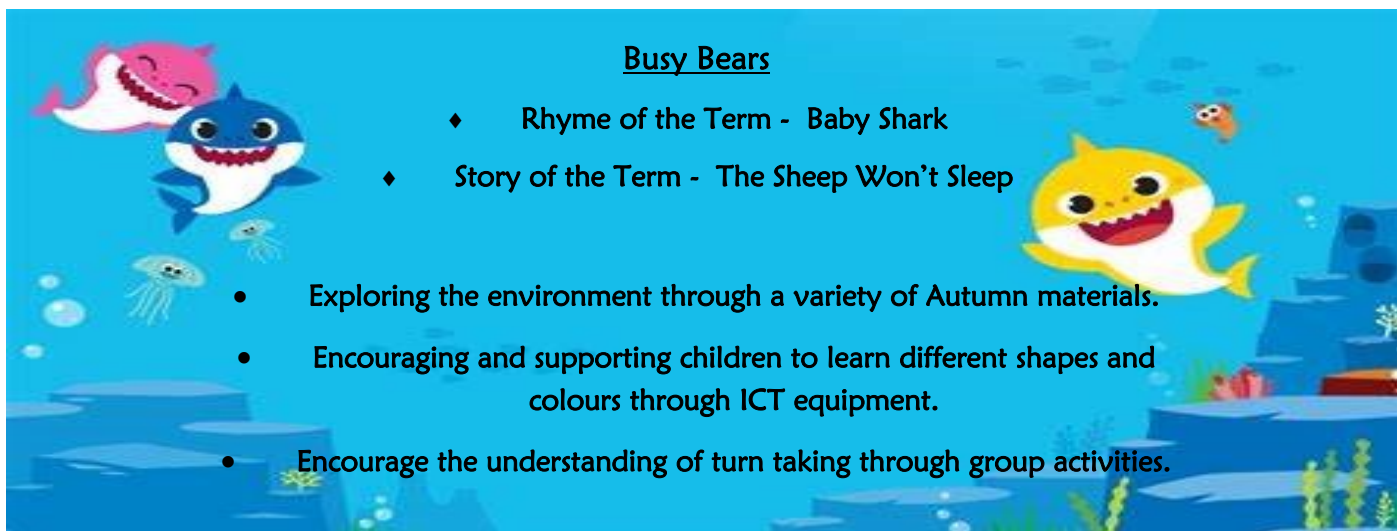 Busy Bears
♦ Rhyme of the Term - Baby Shark
♦ Story of the Term - The Sheep Won't Sleep
• Exploring the environment through a variety of Autumn materials.
• Encouraging and supporting children to learn different shapes and
colours through ICT equipment.
• Encourage the understanding of turn taking through group activities.